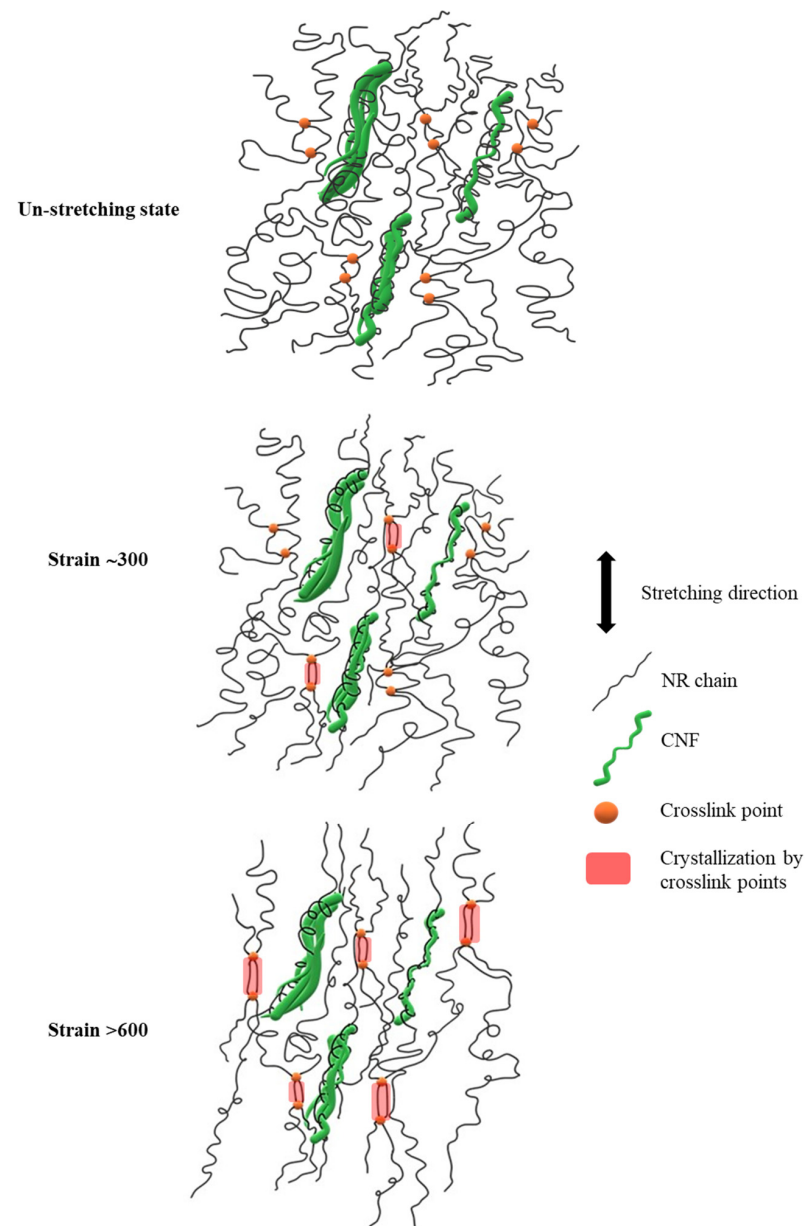 Un-stretching state
Strain ~300
Stretching direction
NR chain
CNF
Crosslink point
Crystallization by
crosslink points
Strain >600